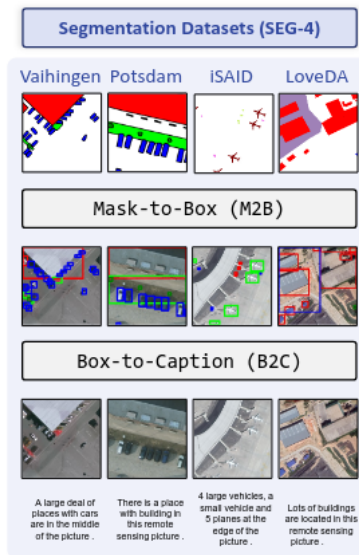 Segmentation Datasets (SEG-4)
Vaihingen Potsdam iSAID LoveDA
Mask-to-Box (M2B)
Box-to-Caption (B2C)
A large deal of
places with cars
are in the middle
of the picture .
There is a place
with building in
this remote
sensing picture .
4 large vehicles, a
small vehicle and
5 planes at the
edge of the
picture .
Lots of buildings
are located in this
remote sensing
picture .